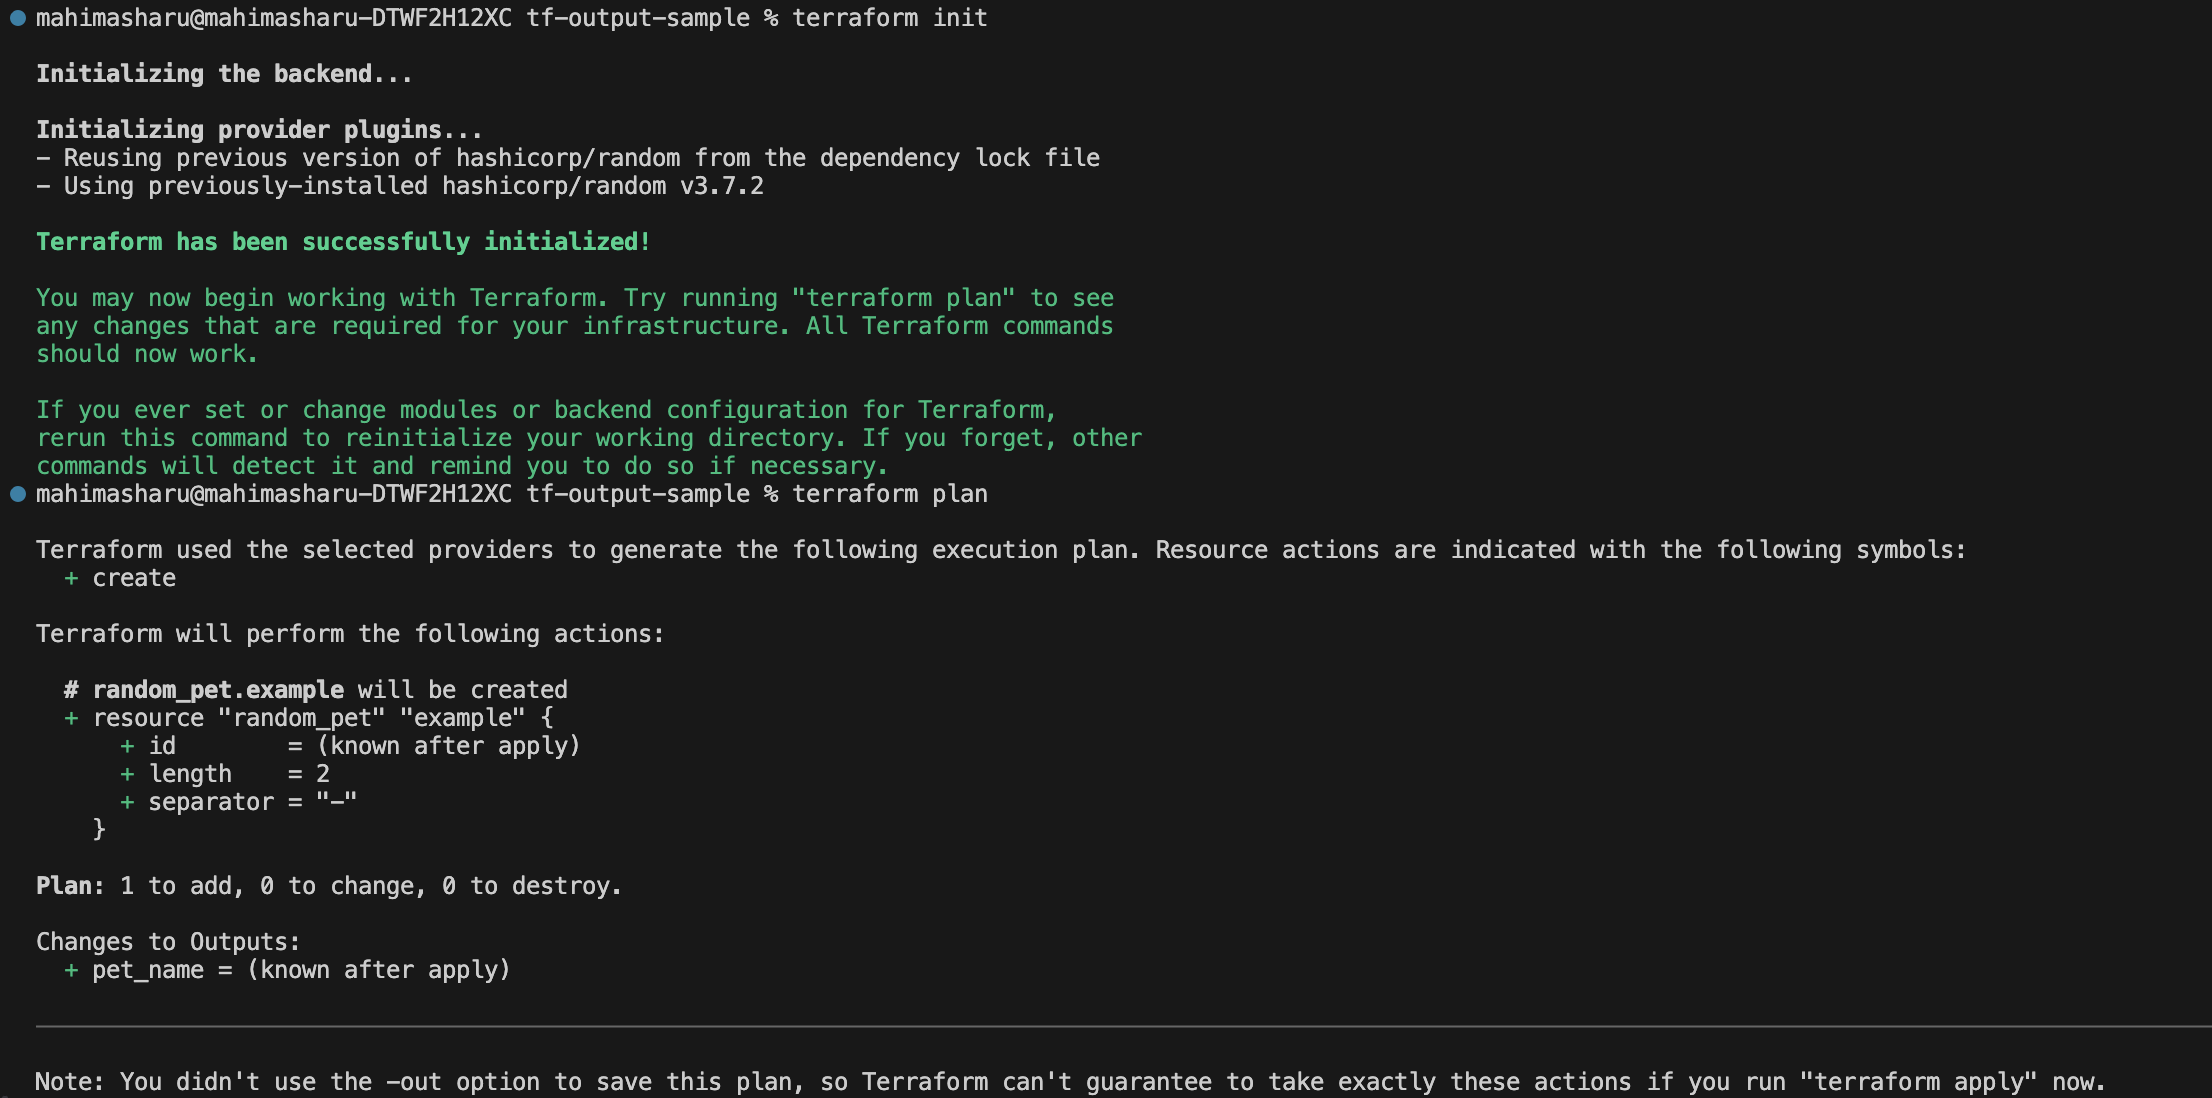 mahimasharu@mahimasharu-DTWF2H12XC tf-output-sample % terraform init
Initializing the backend...
Initializing provider plugins...
- Reusing previous version of hashicorp/random from the dependency lock file
- Using previously-installed hashicorp/random v3.7.2
Terraform has been successfully initialized!
You may now begin working with Terraform. Try running "terraform plan" to see
any changes that are required for your infrastructure. All Terraform commands
should now work.
If you ever set or change modules or backend configuration for Terraform,
rerun this command to reinitialize your working directory. If you forget, other
commands will detect it and remind you to do so if necessary.
mahimasharu@mahimasharu-DTWF2H12XC tf-output-sample % terraform plan
Terraform used the selected providers to generate the following execution plan. Resource actions are indicated with the following symbols:
  + create
Terraform will perform the following actions:
  # random_pet.example will be created
  + resource "random_pet" "example" {
      + id        = (known after apply)
      + length    = 2
      + separator = "-"
    }
Plan: 1 to add, 0 to change, 0 to destroy.
Changes to Outputs:
  + pet_name = (known after apply)
Note: You didn't use the -out option to save this plan, so Terraform can't guarantee to take exactly these actions if you run "terraform apply" now.